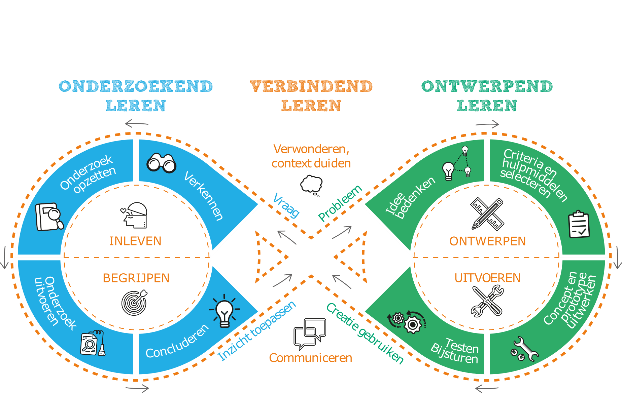 ONDERZOEKEND
LEREN
VERBINDEND
LEREN
ONTWERPEND
LEREN
Verwonderen,
context duiden
Onderzoek
opzetten
Verkennen
Vraag
Probleem
Idee
bedenken
Criteria en
hulpmiddelen
selecteren
INLEVEN
ONTWERPEN
BEGRIJPEN
UITVOEREN
Onderzoek
uitvoeren
Concluderen
Inzicht toepassen
Creatie gebruiken
Testen
Bijsturen
Concept en
Prototype
Uitwerken
Communiceren